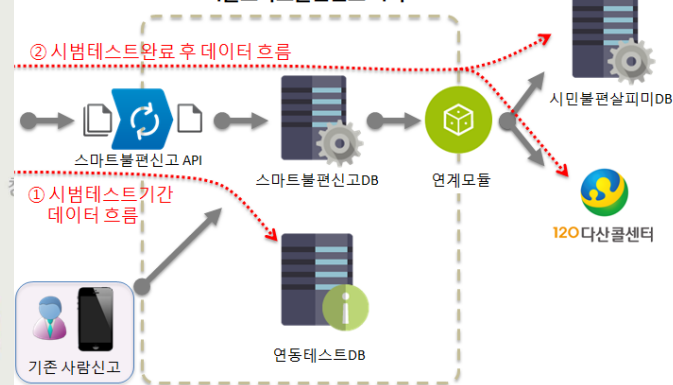 ② 시범테스트완료 후 데이터 흐름
시민불편살피미DB
스마트불편신고 API
스마트불편신고DB
연계모듈
① 시범테스트기간
데이터 흐름
120다산콜센터
연동테스트DB
기존 사람신고